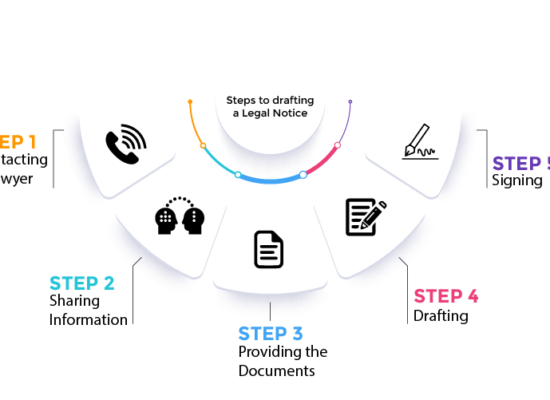 Steps to drafting
a Legal Notice
EP 1
tacting
wyer
STEP 2
Sharing
Information
STEP 3
Providing the
Documents
STEP 4
Drafting
STEP 5
Signing